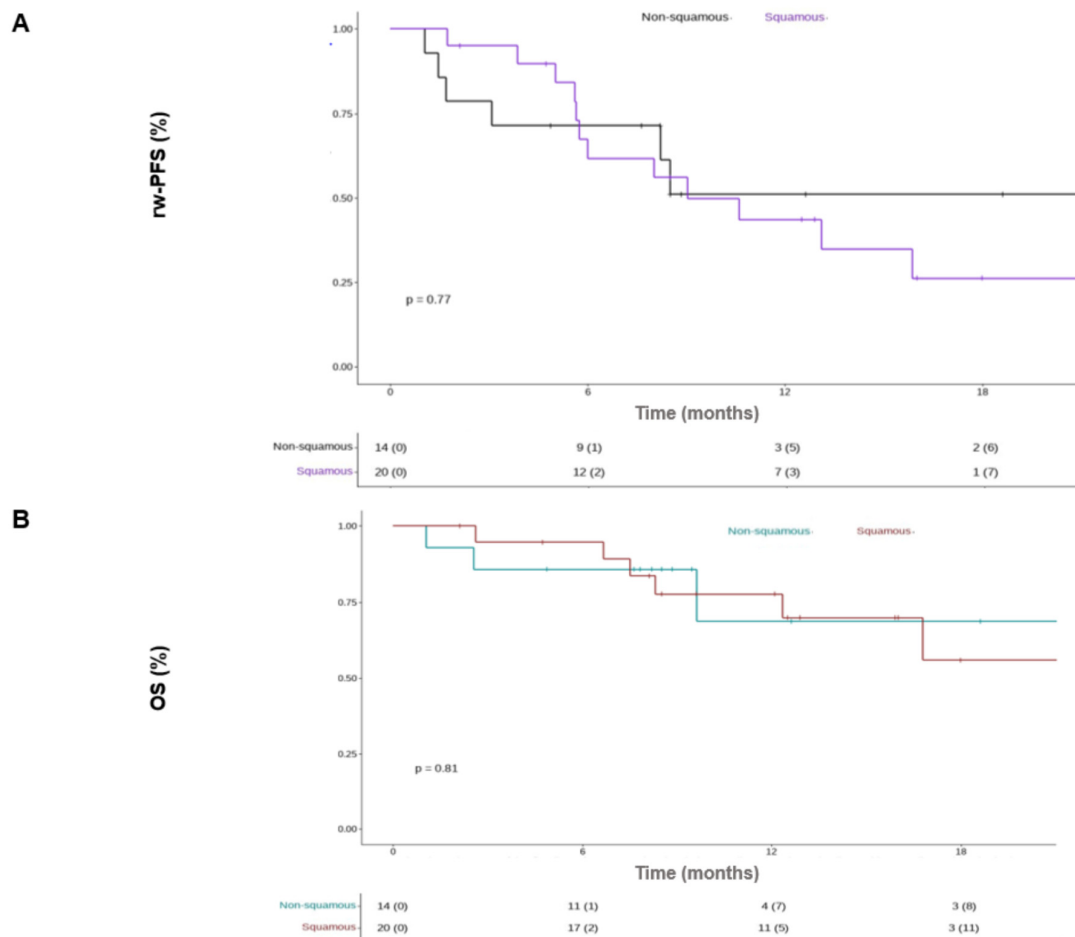 A
Non-squamous Squamous
rw-PFS (%)
1.00
0.75
0.50
0.25
0.00
p = 0.77
0 6 12 18
Time (months)
Non-squamous 14 (0) 9 (1) 3 (5) 2 (6)
Squamous 20 (0) 12 (2) 7 (3) 1 (7)
B
Non-squamous Squamous
OS (%)
1.00
0.75
0.50
0.25
0.00
p = 0.81
0 6 12 18
Time (months)
Non-squamous 14 (0) 11 (1) 4 (7) 3 (8)
Squamous 20 (0) 17 (2) 11 (5) 3 (11)